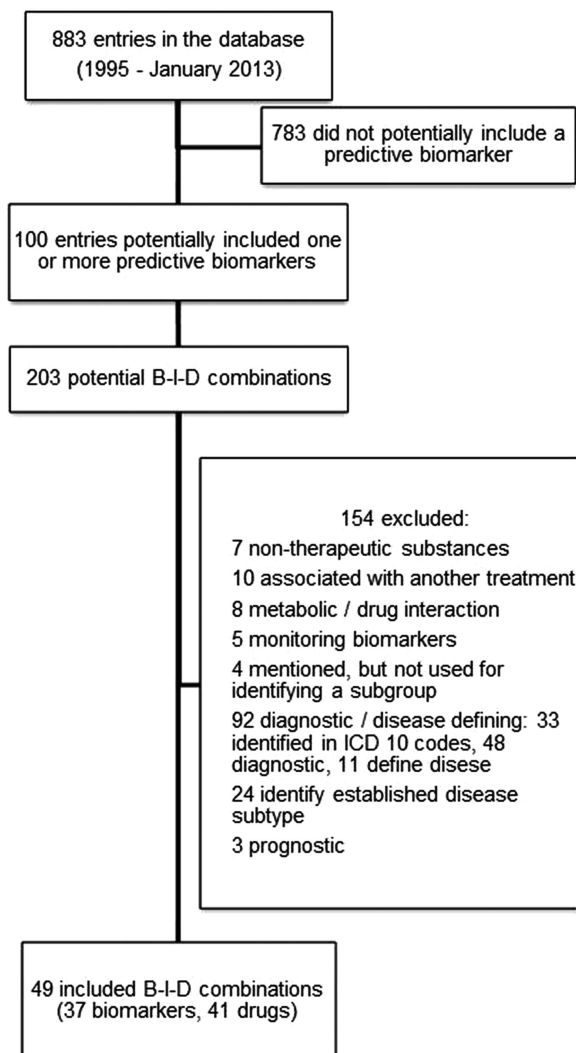 883 entries in the database
(1995 - January 2013)
783 did not potentially include a
predictive biomarker
100 entries potentially included one
or more predictive biomarkers
203 potential B-I-D combinations
154 excluded:
7 non-therapeutic substances
10 associated with another treatment
8 metabolic / drug interaction
5 monitoring biomarkers
4 mentioned, but not used for
identifying a subgroup
92 diagnostic / disease defining: 33
identified in ICD 10 codes, 48
diagnostic, 11 define disese
24 identify established disease
subtype
3 prognostic
49 included B-I-D combinations
(37 biomarkers, 41 drugs)